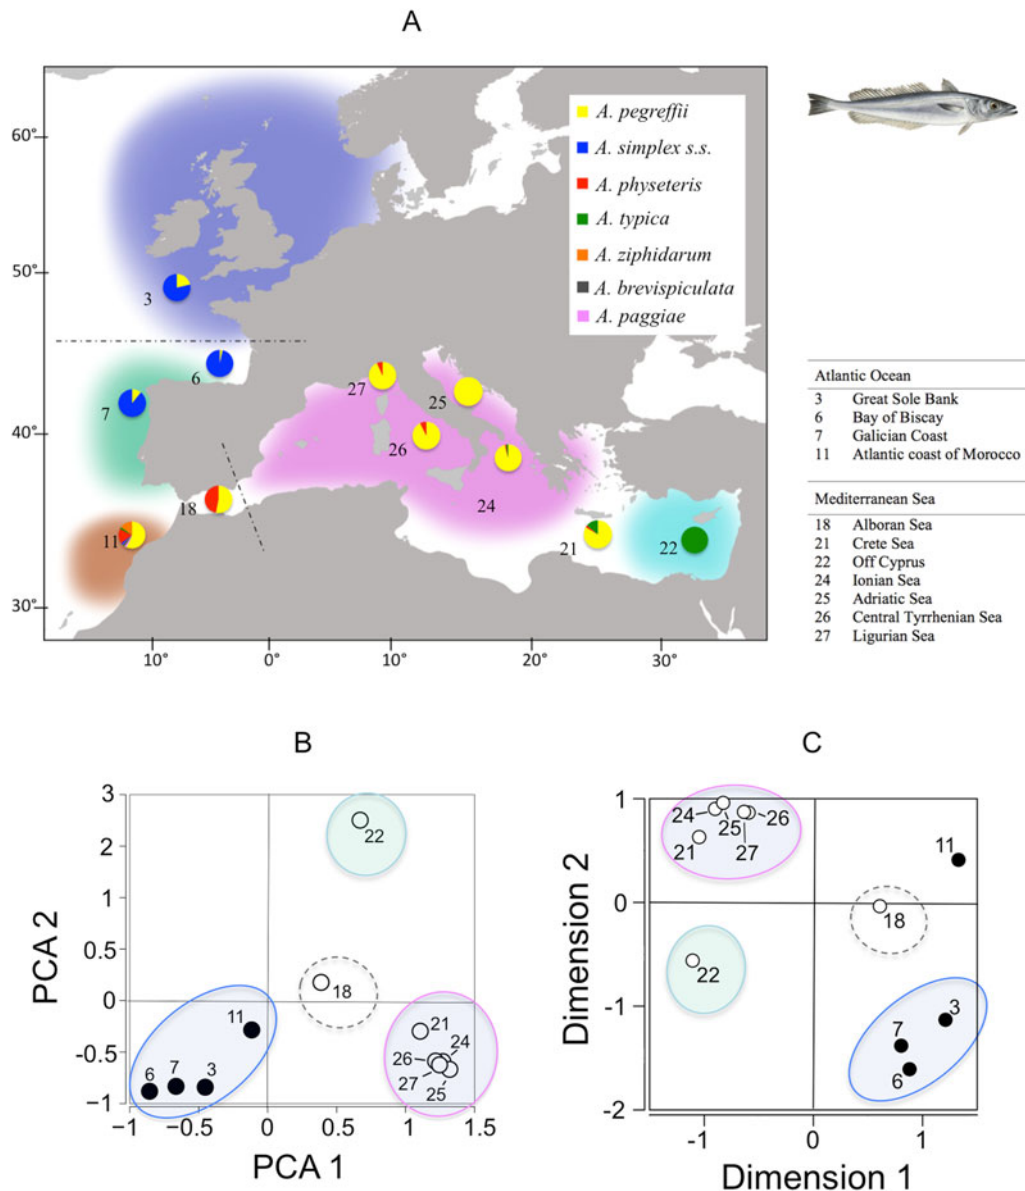 A
60°
50°
40°
30°
10°
0°
10°
20°
30°
A. pegreffii
A. simplex s.s.
A. physeteris
A. typica
A. ziphidarum
A. brevispiculata
A. paggiae
3
6
7
27
25
26
24
18
11
21
22
Atlantic Ocean
3 Great Sole Bank
6 Bay of Biscay
7 Galician Coast
11 Atlantic coast of Morocco
Mediterranean Sea
18 Alboran Sea
21 Crete Sea
22 Off Cyprus
24 Ionian Sea
25 Adriatic Sea
26 Central Tyrrhenian Sea
27 Ligurian Sea
B
PCA 2
3
2
1
0.5
0
-0.5
-1
22
18
11
6
7
3
21
24
26
27
25
−1
−0.5
0
0.5
1
1.5
PCA 1
C
Dimension 2
1
0
-1
-2
24
25
26
21
27
11
18
22
3
7
6
-1
0
1
Dimension 1